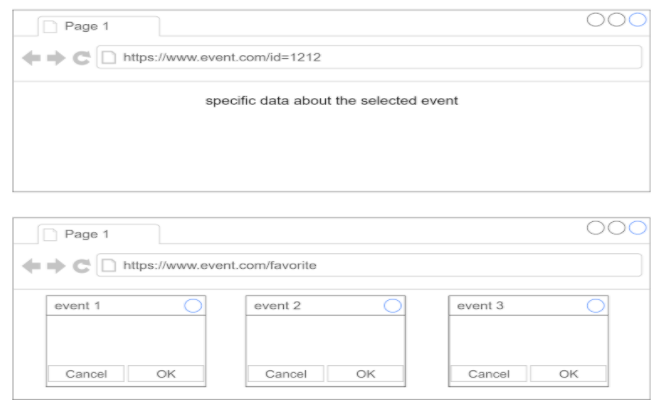 Page 1
https://www.event.com/id=1212
specific data about the selected event
Page 1
https://www.event.com/favorite
event 1
event 2
event 3
Cancel OK
Cancel OK
Cancel OK